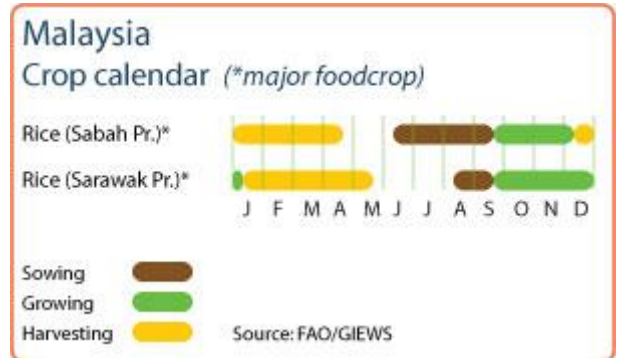 Malaysia
Crop calendar (*major foodcrop)
Rice (Sabah Pr.)*
Rice (Sarawak Pr.)*
J F M A M J J A S O N D
Sowing
Growing
Harvesting
Source: FAO/GIEWS